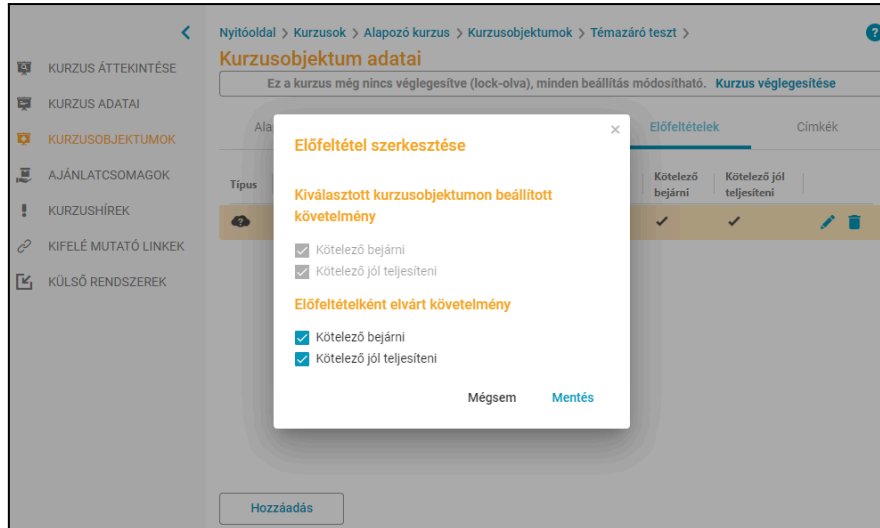 Nyitóoldal > Kurzusok > Alapozó kurzus > Kurzusobjektumok > Témazáró teszt >
?
Kurzusobjektum adatai
Ez a kurzus még nincs véglegesítve (lock-olva), minden beállítás módosítható. Kurzus véglegesítése
KURZUS ÁTTEKINTÉSE
KURZUS ADATAI
KURZUSOBJEKTUMOK
AJÁNLATCSOMAGOK
KURZUSHÍREK
KIFELÉ MUTATÓ LINKEK
KÜLSŐ RENDSZEREK
Előfeltételek
Címkék
Típus
Kötelező bejárni
Kötelező jól teljesíteni
Előfeltétel szerkesztése
×
Kiválasztott kurzusobjektumon beállított
követelmény
Kötelező bejárni
Kötelező jól teljesíteni
Előfeltételként elvárt követelmény
Kötelező bejárni
Kötelező jól teljesíteni
Mégsem
Mentés
Hozzáadás